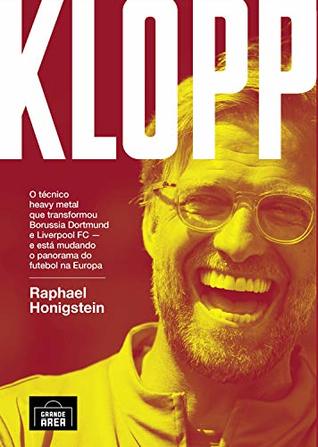 KLOPP
O técnico
heavy metal
que transformou
Borussia Dortmund
e Liverpool FC —
e está mudando
o panorama do
futebol na Europa
Raphael
Honigstein
GRANDE
AREA